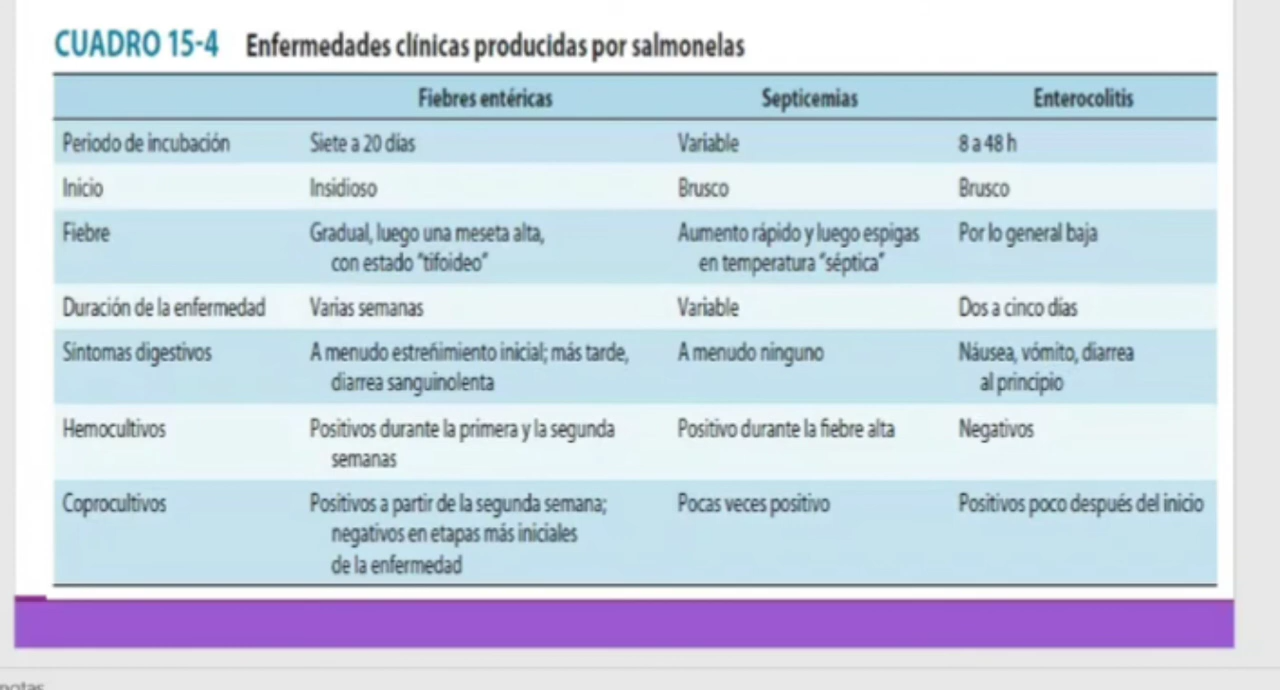 CUADRO 15-4 Enfermedades clínicas producidas por salmonelas
Fiebres entéricas Septicemias Enterocolitis
Periodo de incubación Siete a 20 días Variable 8 a 48 h
Inicio Insidioso Brusco Brusco
Fiebre Gradual, luego una meseta alta, Aumento rápido y luego espigas Por lo general baja
con estado "tifoideo" en temperatura "séptica"
Duración de la enfermedad Varias semanas Variable Dos a cinco días
Síntomas digestivos A menudo estreñimiento inicial; más tarde, A menudo ninguno Náusea, vómito, diarrea
diarrea sanguinolenta al principio
Hemocultivos Positivos durante la primera y la segunda Positivo durante la fiebre alta Negativos
semanas
Coprocultivos Positivos a partir de la segunda semana; Pocas veces positivo Positivos poco después del inicio
negativos en etapas más iniciales
de la enfermedad
notas